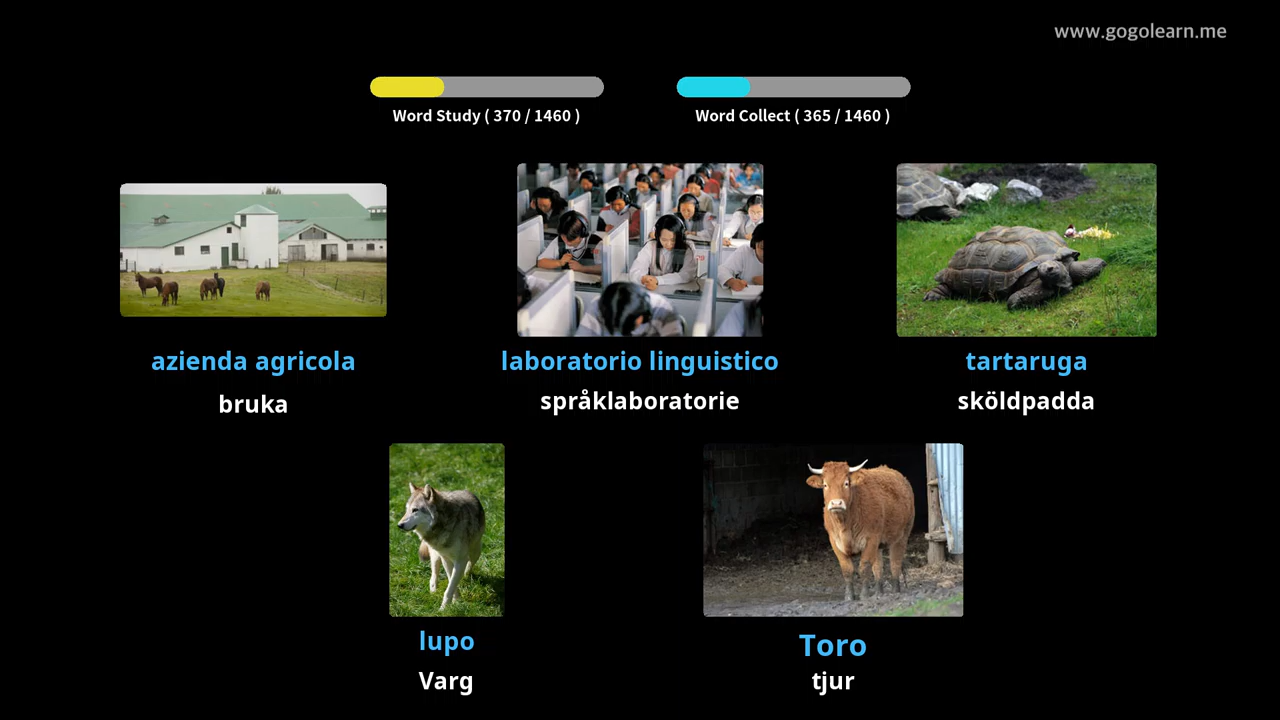 www.gogolearn.me
Word Study ( 370 / 1460 )
Word Collect ( 365 / 1460 )
azienda agricola
bruka
laboratorio linguistico
språklaboratorie
tartaruga
sköldpadda
lupo
Varg
Toro
tjur